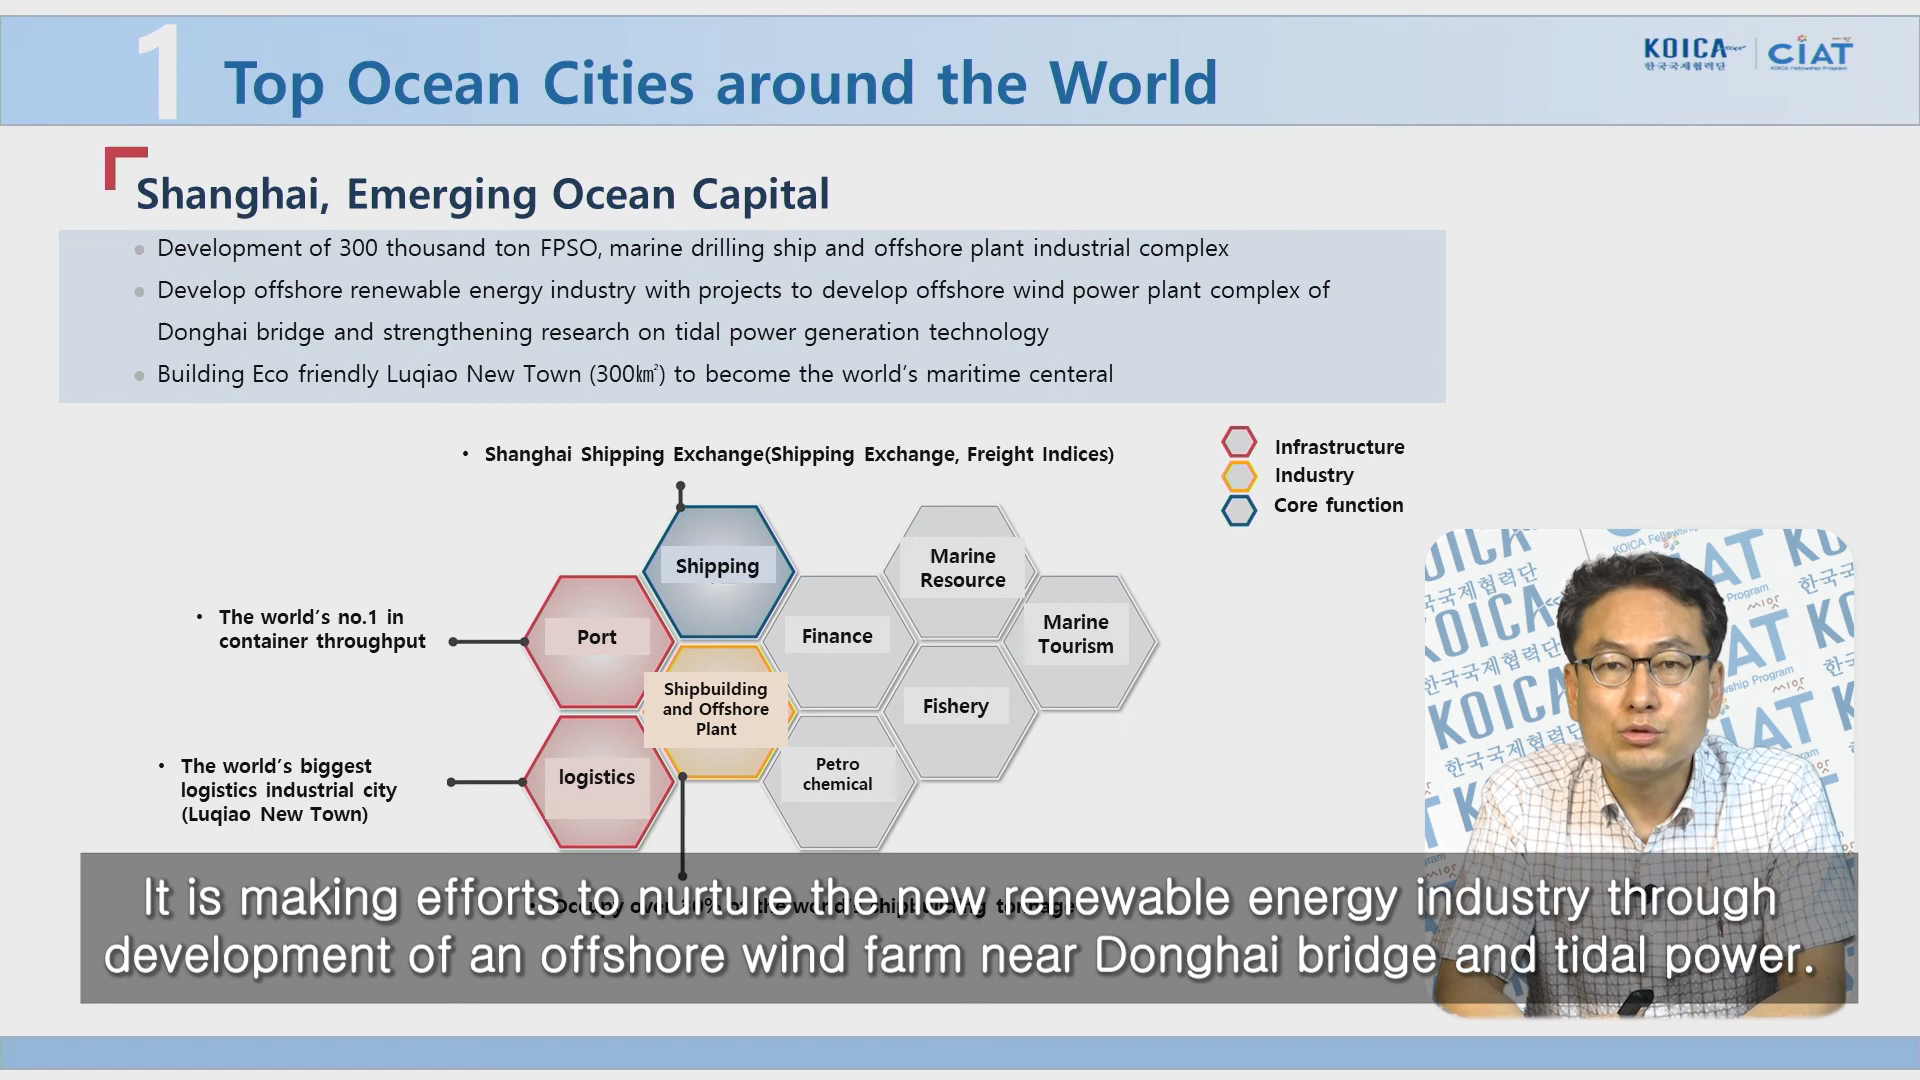 1 Top Ocean Cities around the World
KOICA
한국국제협력단
CIAT
KOICA Fellowship Program
Shanghai, Emerging Ocean Capital
Development of 300 thousand ton FPSO, marine drilling ship and offshore plant industrial complex
Develop offshore renewable energy industry with projects to develop offshore wind power plant complex of
Donghai bridge and strengthening research on tidal power generation technology
Building Eco friendly Luqiao New Town (300㎢) to become the world's maritime centeral
• Shanghai Shipping Exchange(Shipping Exchange, Freight Indices)
Infrastructure
Industry
Core function
Shipping
Marine
Resource
• The world's no.1 in
container throughput
Port
Finance
Marine
Tourism
Shipbuilding
and Offshore
Plant
Fishery
• The world's biggest
logistics industrial city
(Luqiao New Town)
logistics
Petro
chemical
It is making efforts to nurture the new renewable energy industry through
development of an offshore wind farm near Donghai bridge and tidal power.